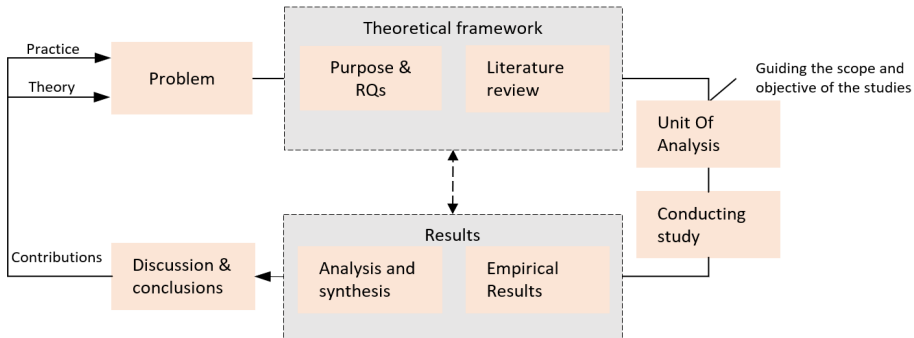 Theoretical framework
Practice
Problem
Theory
Purpose &
RQs
Literature
review
Guiding the scope and
objective of the studies
Unit Of
Analysis
Conducting
study
Results
Contributions
Discussion &
conclusions
Analysis and
synthesis
Empirical
Results